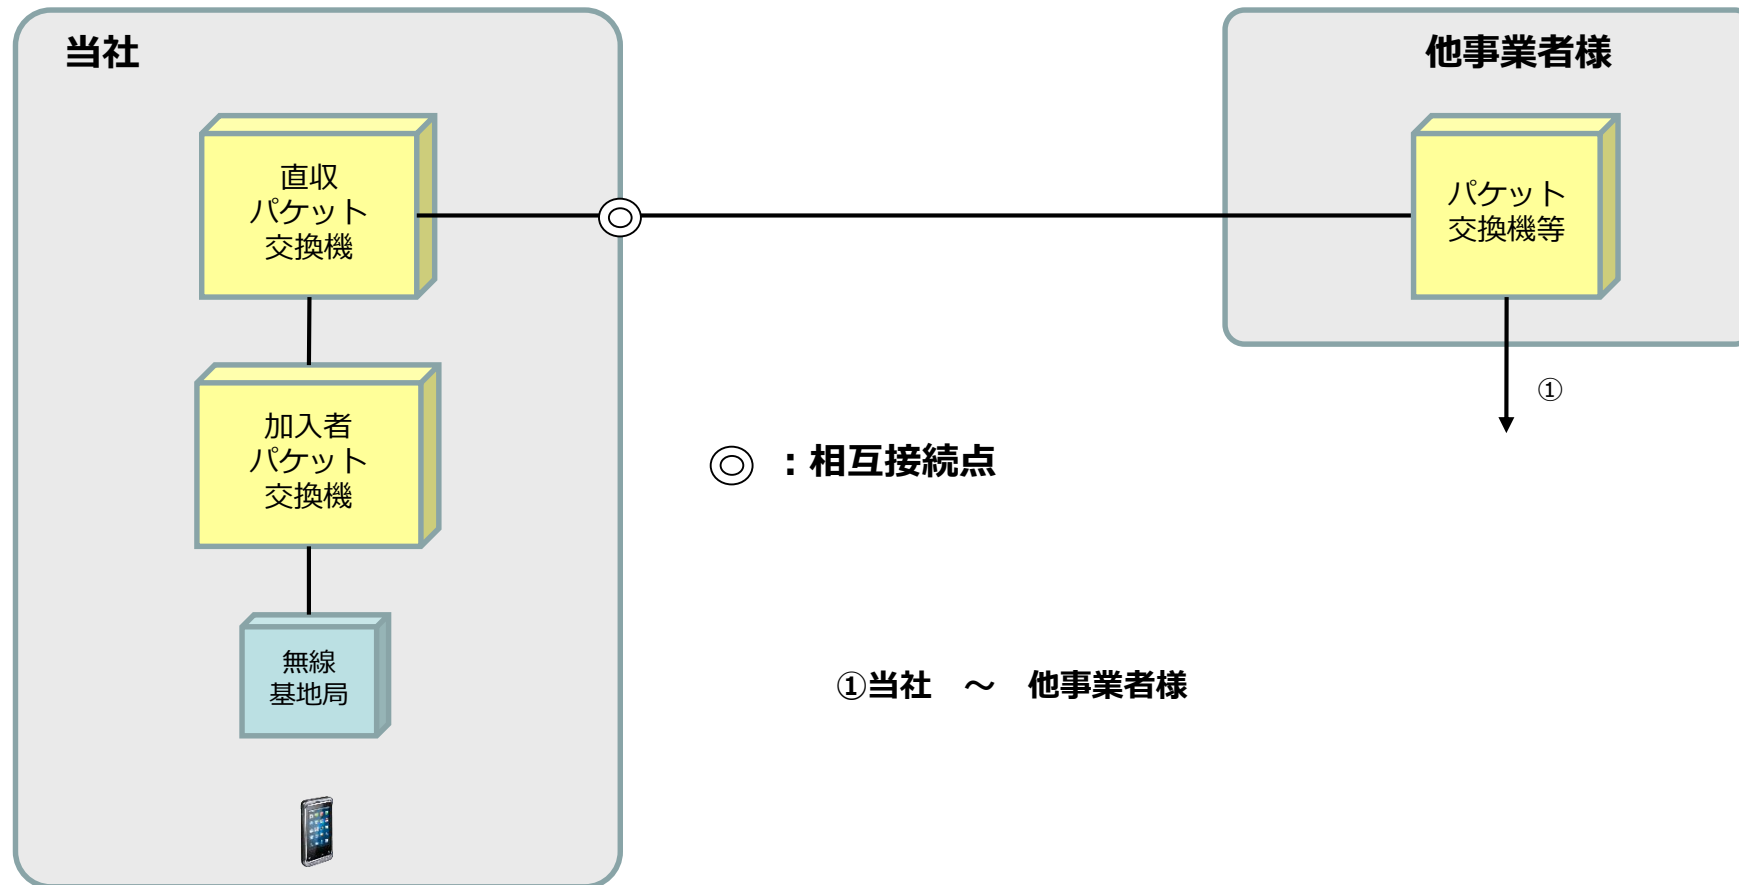 当社
他事業者様
直収
パケット
交換機
パケット
交換機等
加入者
パケット
交換機
①
◎ ：相互接続点
無線
基地局
①当社 ～ 他事業者様